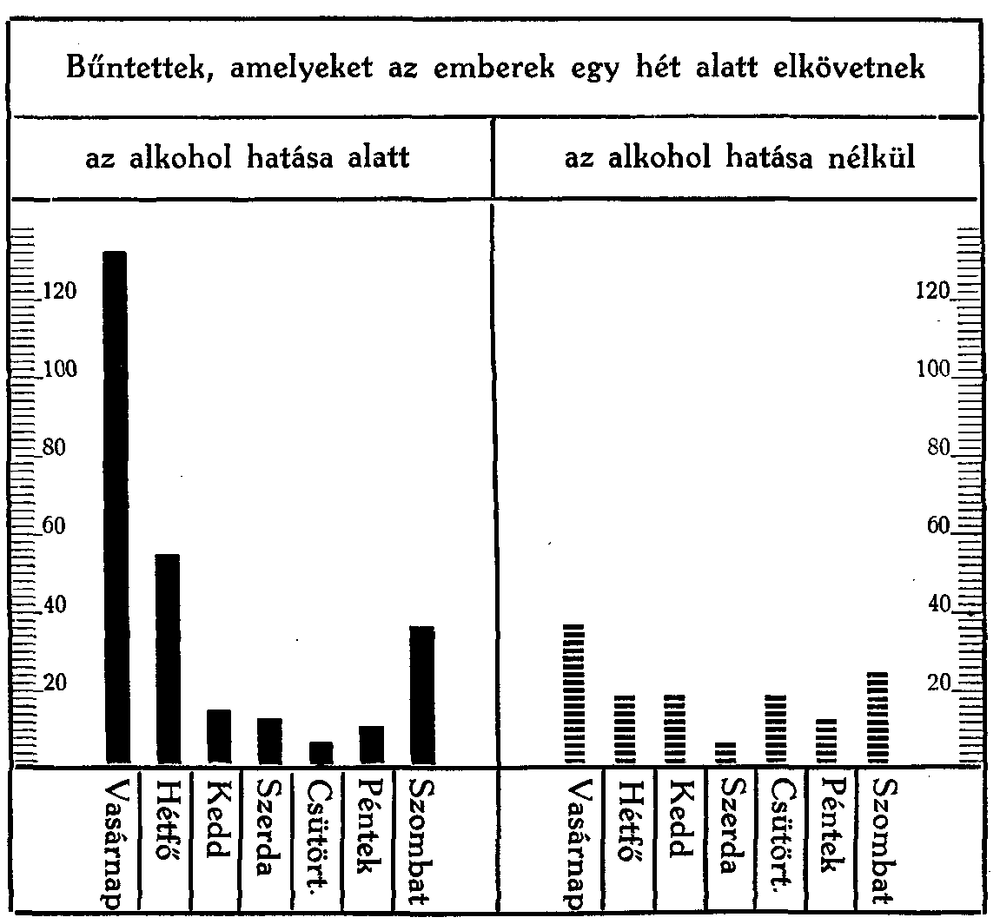 Bűntettek, amelyeket az emberek egy hét alatt elkövetnek
az alkohol hatása alatt
az alkohol hatása nélkül
120
100
80
60
40
20
120
100
80
60
40
20
Vasárnap
Hétfő
Kedd
Szerda
Csütört.
Péntek
Szombat
Vasárnap
Hétfő
Kedd
Szerda
Csütört.
Péntek
Szombat